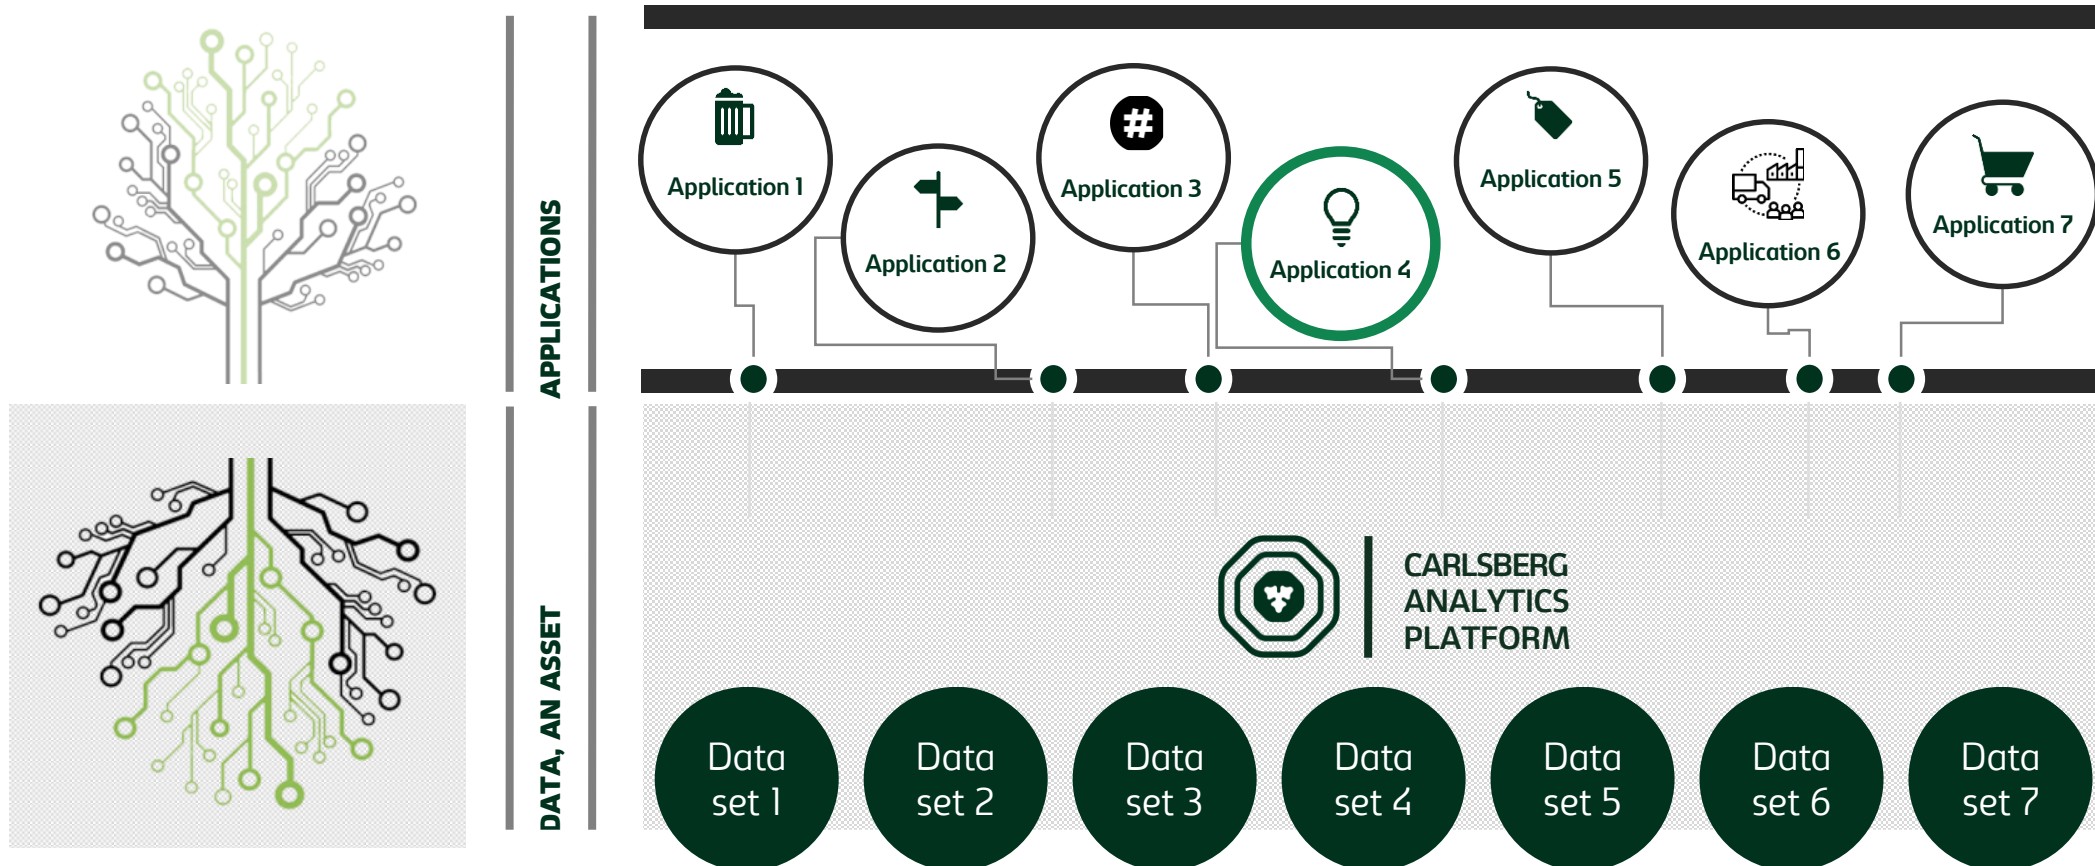 APPLICATIONS
Application 1
Application 2
#
Application 3
Application 4
Application 5
Application 6
Application 7
DATA, AN ASSET
CARLSBERG
ANALYTICS
PLATFORM
Data
set 1
Data
set 2
Data
set 3
Data
set 4
Data
set 5
Data
set 6
Data
set 7